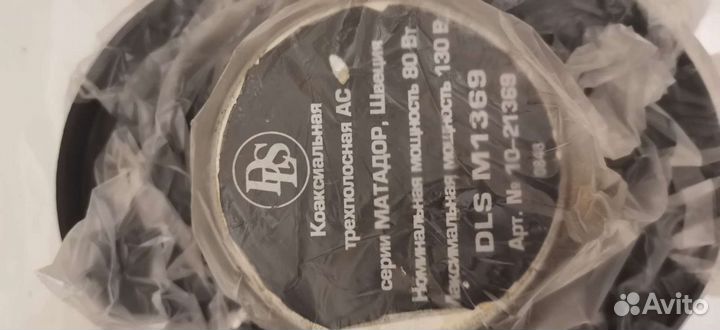 DLS
Коаксиальная
трехполосная АС
серии МАТАДОР, Швеция
Номинальная мощность 80 Вт
максимальная мощность 130 В
DLS M1369
Арт. № 10-21369
Avito